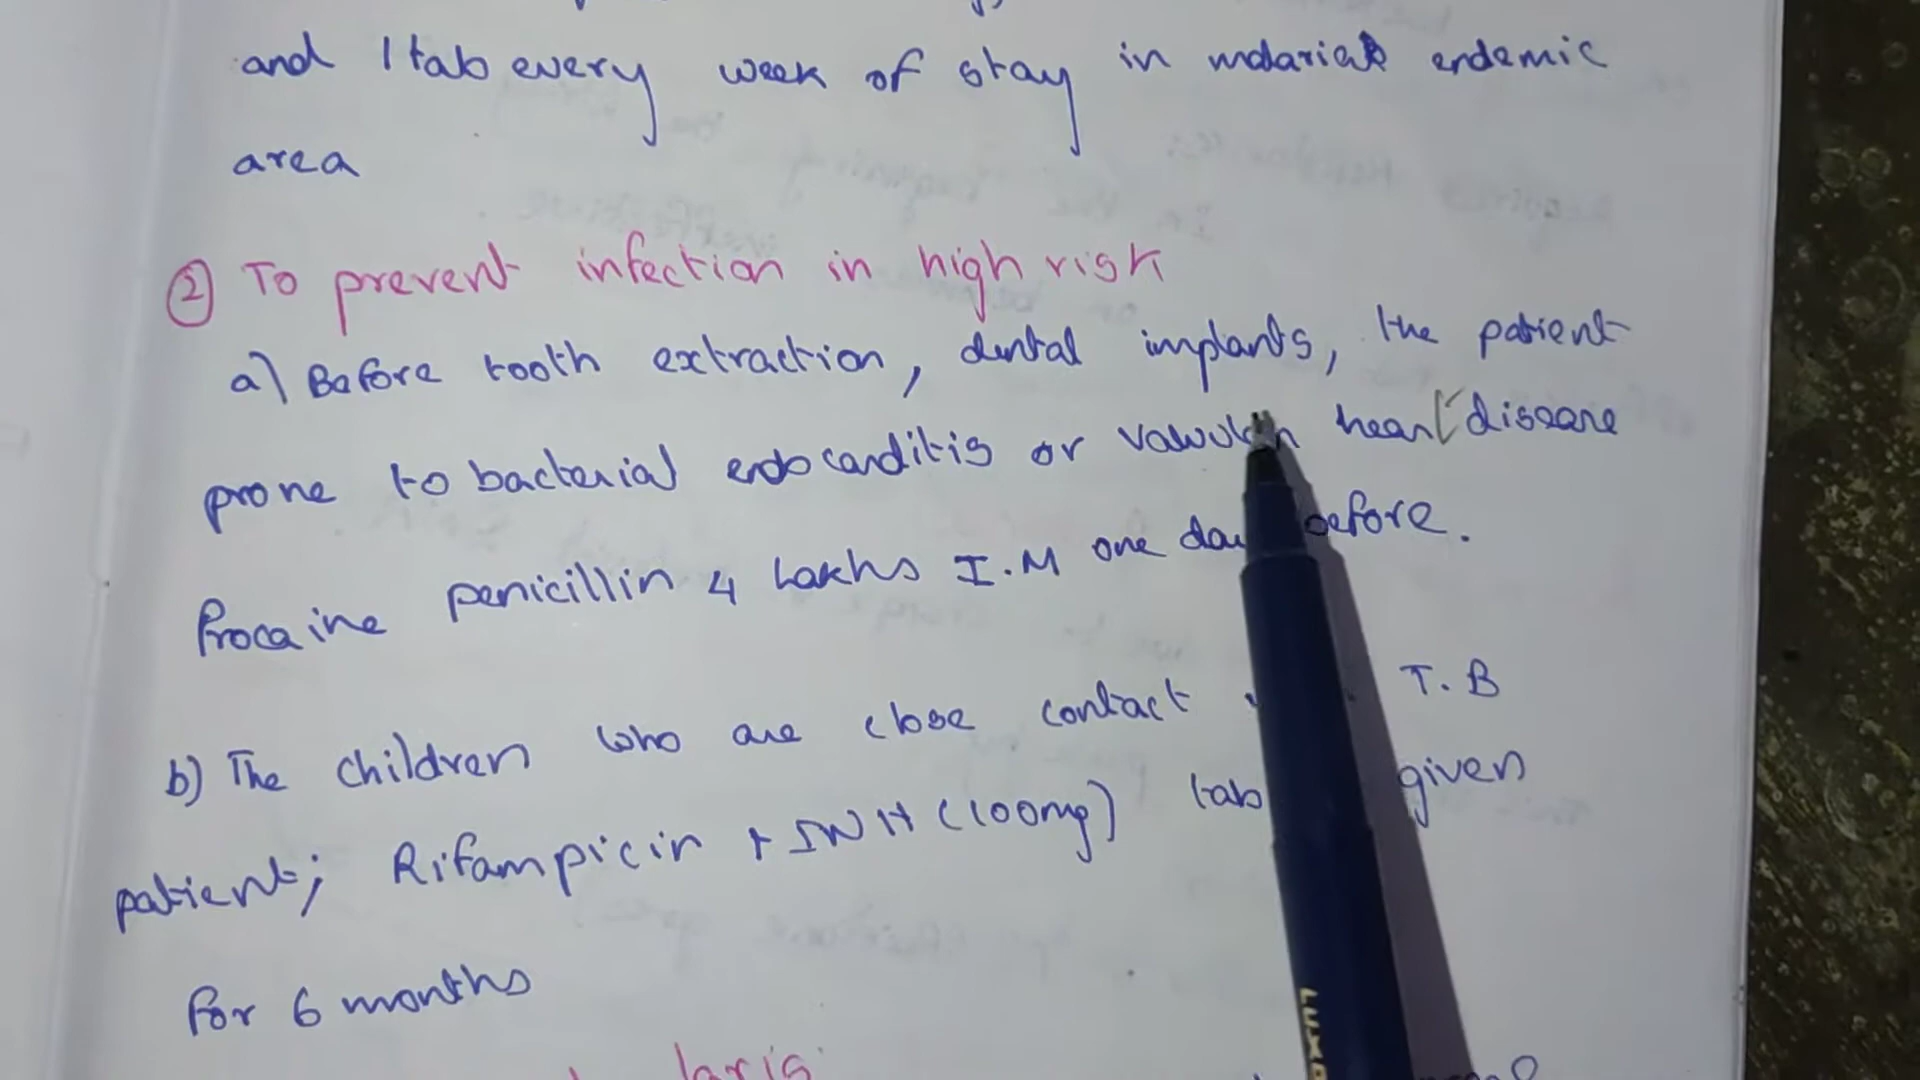 and 1 tab every week of stay in malarial endemic
area
② To prevent infection in high risk
a) Before tooth extraction, dental implants, the patient
prone to bacterial endocarditis or heart disease
Procaine penicillin 4 Lakhs I.M one day before.
b) The children who are close contact T.B
patient; Rifampicin + INH (100mg) tab given
for 6 months
LUXO